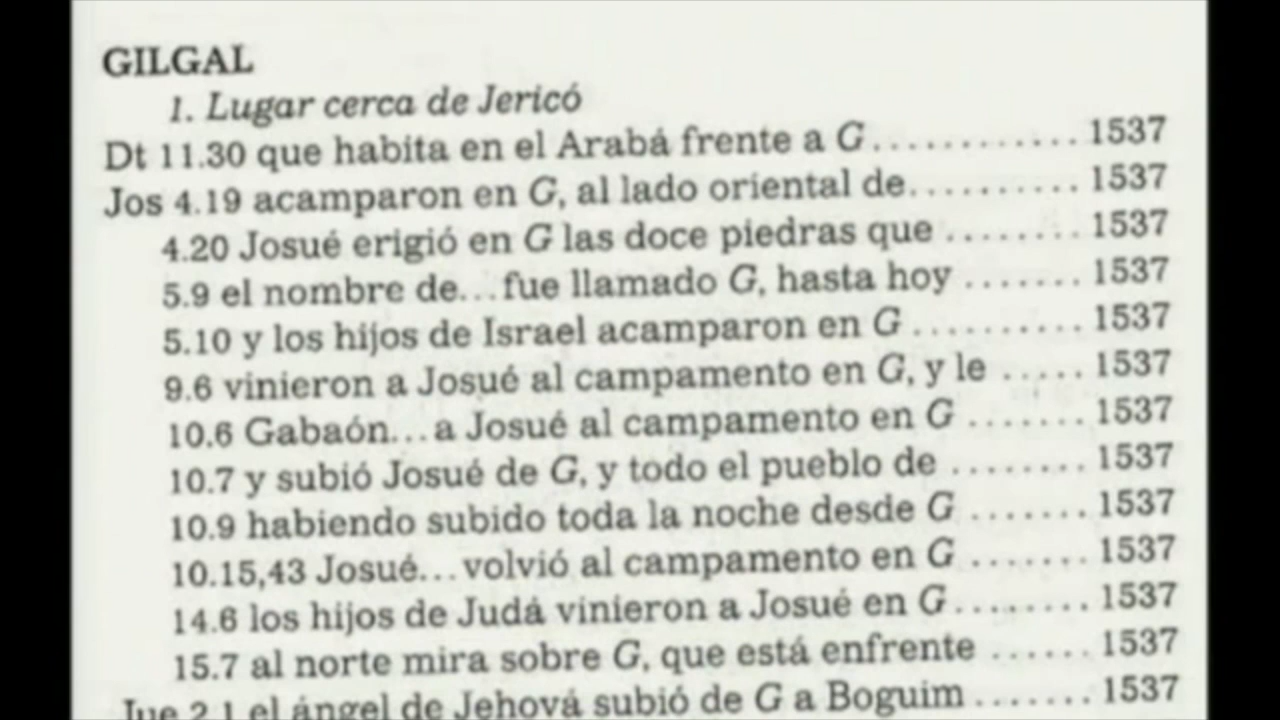 GILGAL
1. Lugar cerca de Jericó
Dt 11.30 que habita en el Arabá frente a G............ 1537
Jos 4.19 acamparon en G, al lado oriental de.......... 1537
4.20 Josué erigió en G las doce piedras que ........ 1537
5.9 el nombre de...fue llamado G, hasta hoy ....... 1537
5.10 y los hijos de Israel acamparon en G .......... 1537
9.6 vinieron a Josué al campamento en G, y le ..... 1537
10.6 Gabaón...a Josué al campamento en G ....... 1537
10.7 y subió Josué de G, y todo el pueblo de ........ 1537
10.9 habiendo subido toda la noche desde G ....... 1537
10.15,43 Josué...volvió al campamento en G ....... 1537
14.6 los hijos de Judá vinieron a Josué en G........ 1537
15.7 al norte mira sobre G, que está enfrente ...... 1537
Jue 2.1 el ángel de Jehová subió de G a Boguim ....... 1537